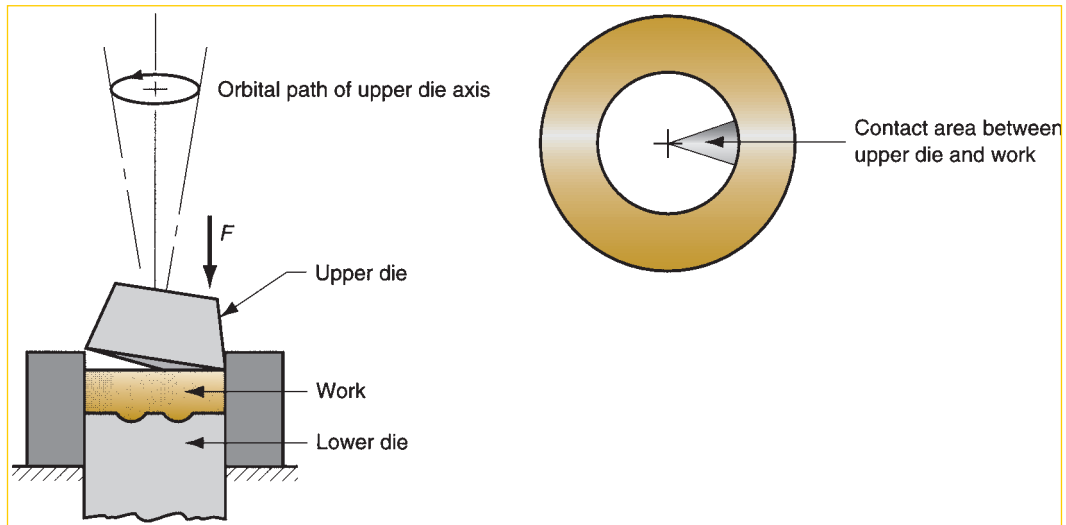 Orbital path of upper die axis
F
Upper die
Work
Lower die
Contact area between
upper die and work